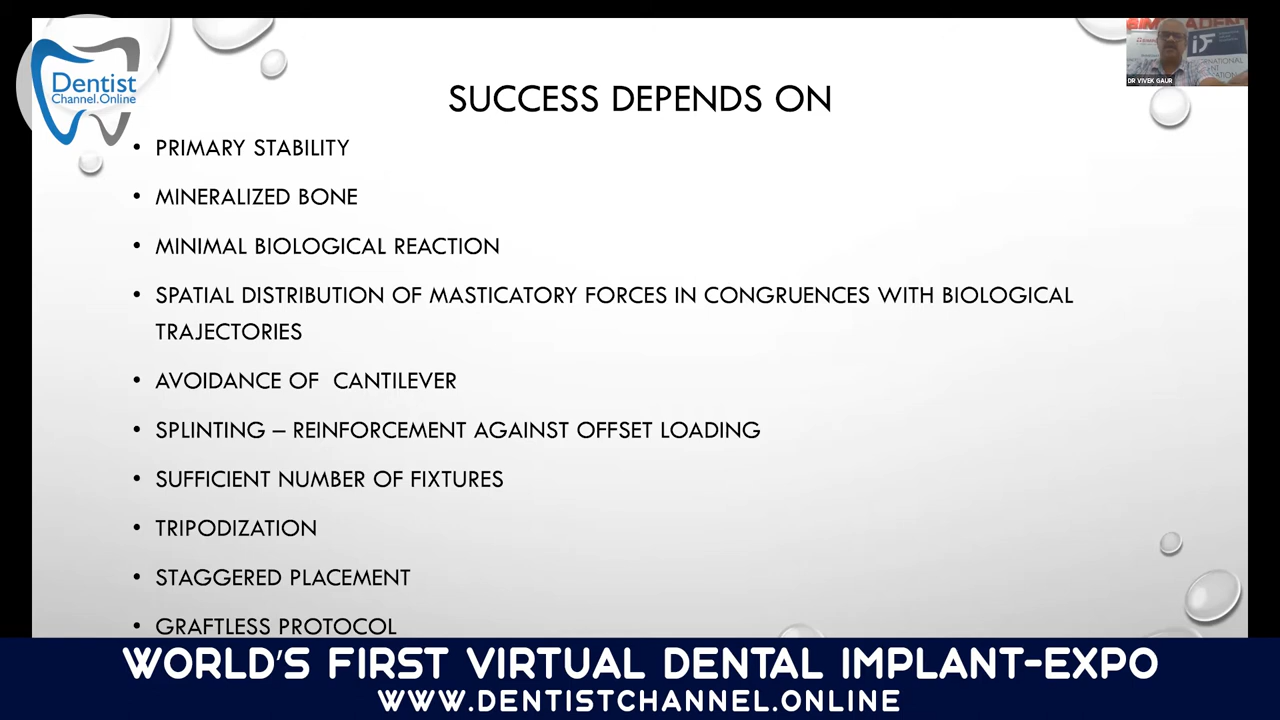 Dentist
Channel.Online
DR VIVEK GAUR
SUCCESS DEPENDS ON
• PRIMARY STABILITY
• MINERALIZED BONE
• MINIMAL BIOLOGICAL REACTION
• SPATIAL DISTRIBUTION OF MASTICATORY FORCES IN CONGRUENCES WITH BIOLOGICAL
TRAJECTORIES
• AVOIDANCE OF CANTILEVER
• SPLINTING – REINFORCEMENT AGAINST OFFSET LOADING
• SUFFICIENT NUMBER OF FIXTURES
• TRIPODIZATION
• STAGGERED PLACEMENT
• GRAFTLESS PROTOCOL
WORLD'S FIRST VIRTUAL DENTAL IMPLANT-EXPO
WWW.DENTISTCHANNEL.ONLINE